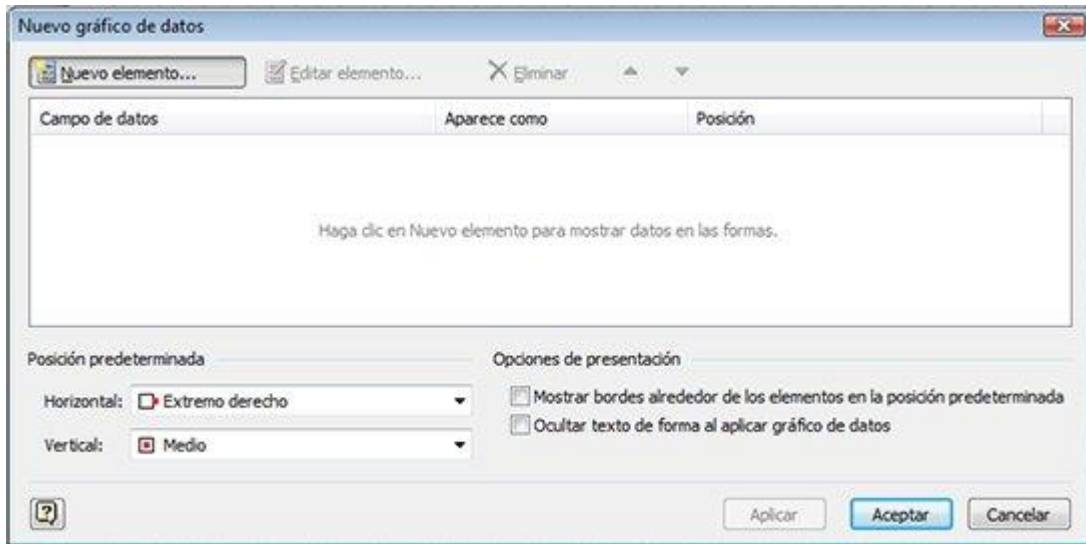 Nuevo gráfico de datos
Nuevo elemento... Editar elemento... Eliminar
Campo de datos Aparece como Posición
Haga clic en Nuevo elemento para mostrar datos en las formas.
Posición predeterminada Opciones de presentación
Horizontal: Extremo derecho Mostrar bordes alrededor de los elementos en la posición predeterminada
Vertical: Medio Ocultar texto de forma al aplicar gráfico de datos
Aplicar Aceptar Cancelar